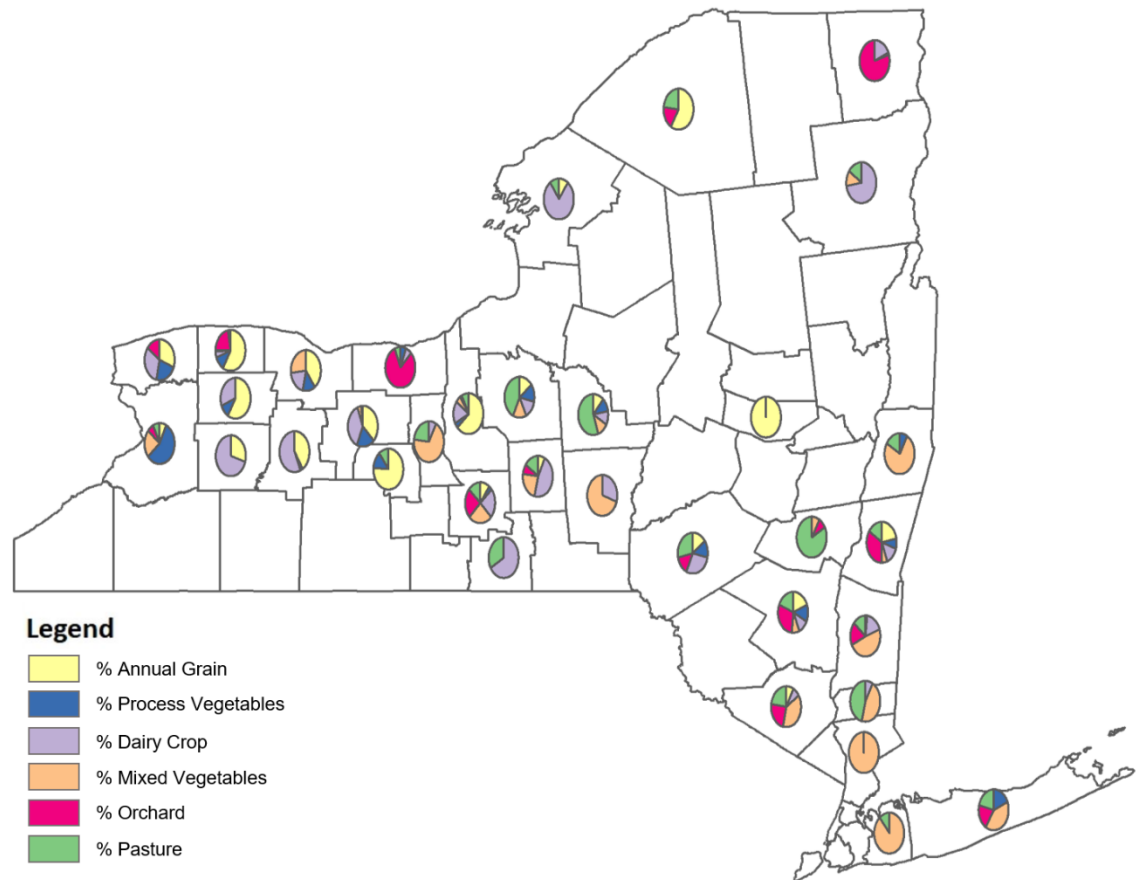 Legend
% Annual Grain
% Process Vegetables
% Dairy Crop
% Mixed Vegetables
% Orchard
% Pasture